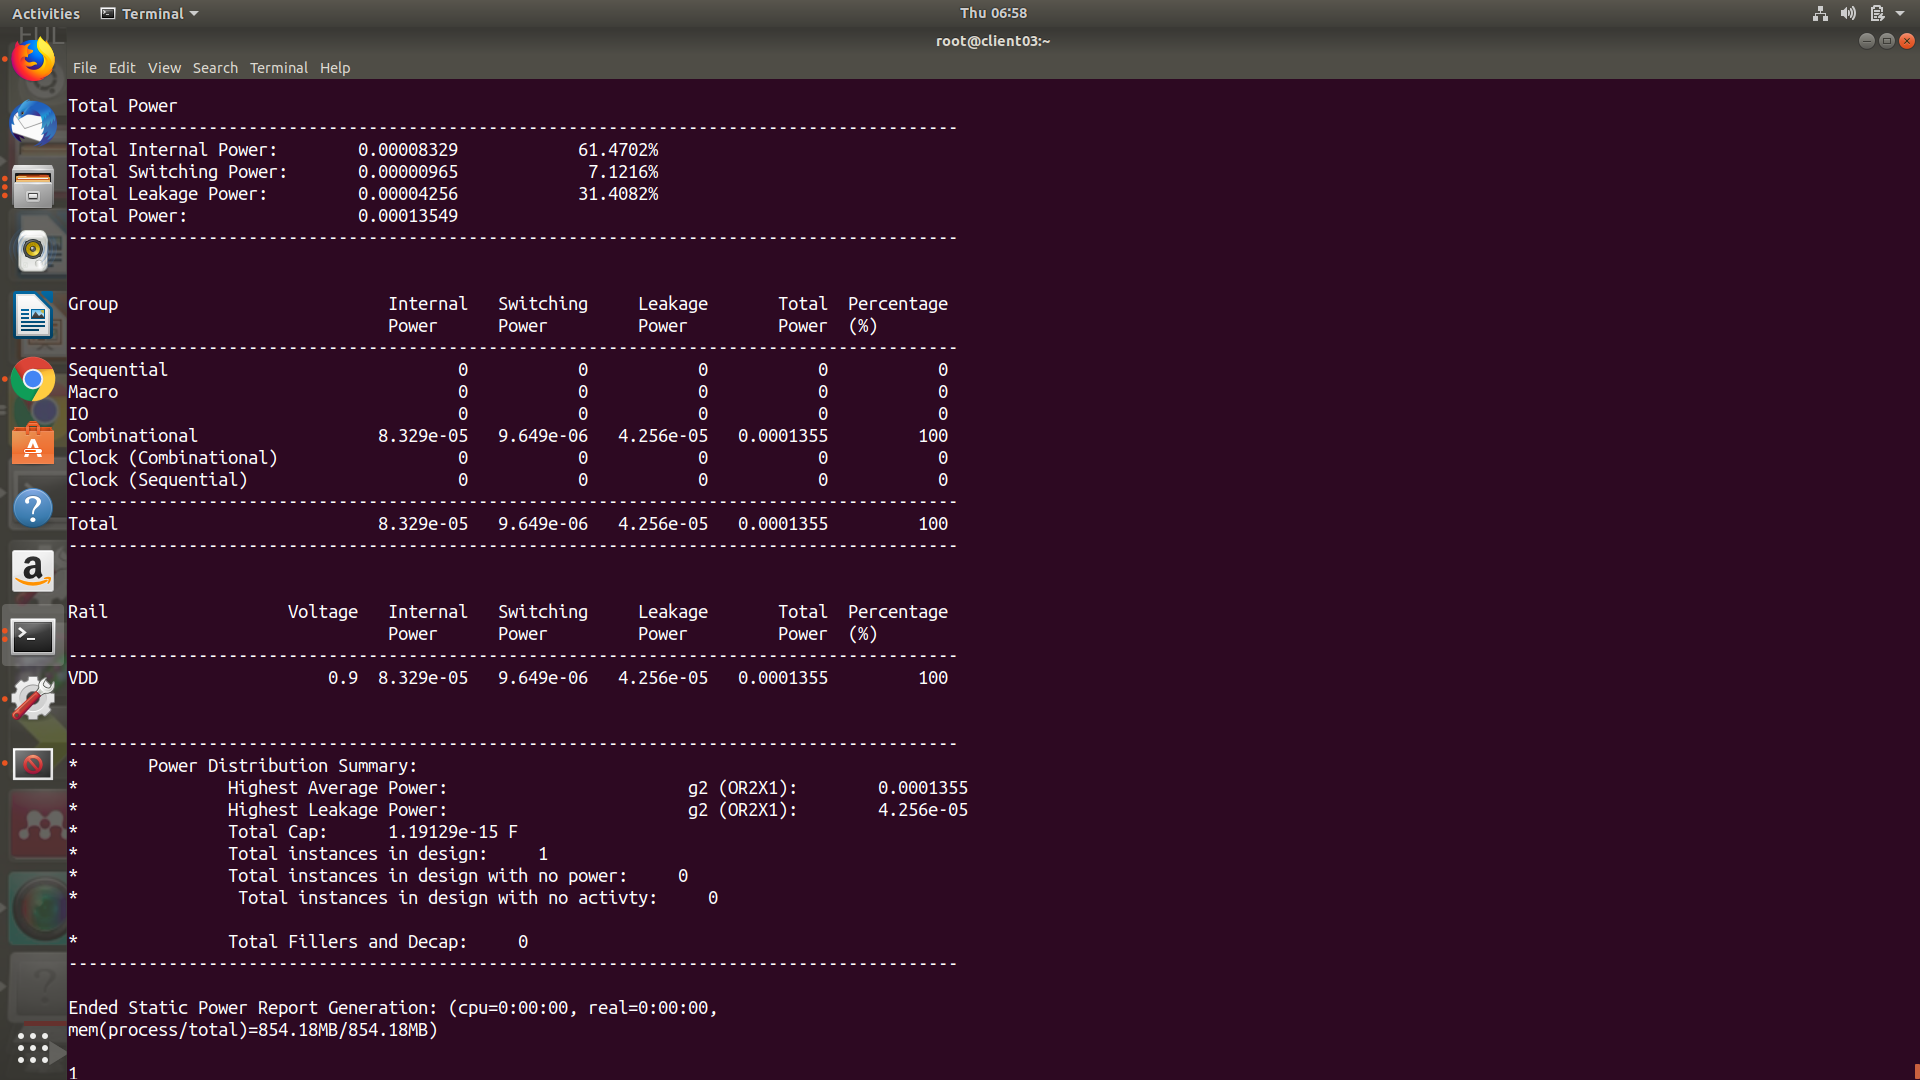 Activities Terminal Thu 06:58
root@client03:~
File Edit View Search Terminal Help
Total Power
-----------------------------------------------------------------------------------------
Total Internal Power: 0.00008329 61.4702%
Total Switching Power: 0.00000965 7.1216%
Total Leakage Power: 0.00004256 31.4082%
Total Power: 0.00013549
-----------------------------------------------------------------------------------------
Group Internal Switching Leakage Total Percentage
Power Power Power Power (%)
-----------------------------------------------------------------------------------------
Sequential 0 0 0 0 0
Macro 0 0 0 0 0
IO 0 0 0 0 0
Combinational 8.329e-05 9.649e-06 4.256e-05 0.0001355 100
Clock (Combinational) 0 0 0 0 0
Clock (Sequential) 0 0 0 0 0
-----------------------------------------------------------------------------------------
Total 8.329e-05 9.649e-06 4.256e-05 0.0001355 100
-----------------------------------------------------------------------------------------
Rail Voltage Internal Switching Leakage Total Percentage
Power Power Power Power (%)
-----------------------------------------------------------------------------------------
VDD 0.9 8.329e-05 9.649e-06 4.256e-05 0.0001355 100
-----------------------------------------------------------------------------------------
* Power Distribution Summary:
* Highest Average Power: g2 (OR2X1): 0.0001355
* Highest Leakage Power: g2 (OR2X1): 4.256e-05
* Total Cap: 1.19129e-15 F
* Total instances in design: 1
* Total instances in design with no power: 0
* Total instances in design with no activty: 0
* Total Fillers and Decap: 0
-----------------------------------------------------------------------------------------
Ended Static Power Report Generation: (cpu=0:00:00, real=0:00:00,
mem(process/total)=854.18MB/854.18MB)
1